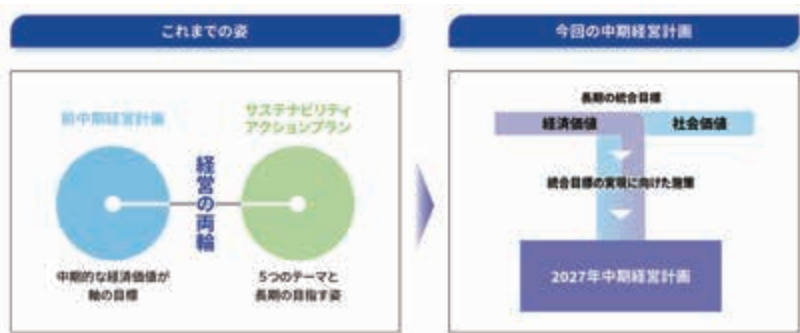 これまでの姿
今回の中期経営計画
前中期経営計画
サステナビリティ
アクションプラン
経営の両輪
中期的な経済価値が
軸の目標
5つのテーマと
長期の目指す姿
長期の統合目標
経済価値
社会価値
統合目標の実現に向けた施策
2027年中期経営計画